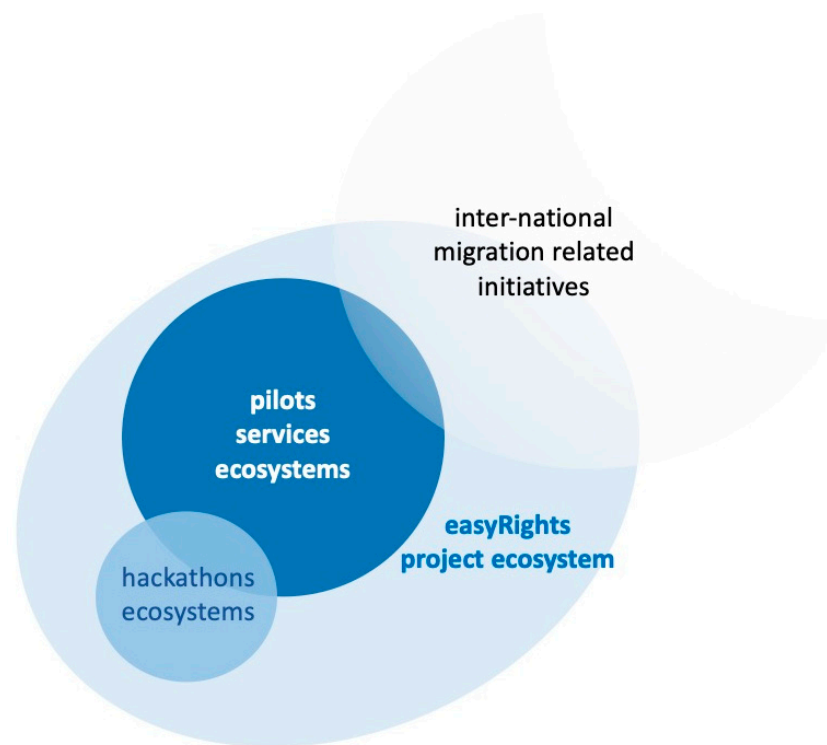 inter-national
migration related
initiatives
pilots
services
ecosystems
easyRights
project ecosystem
hackathons
ecosystems